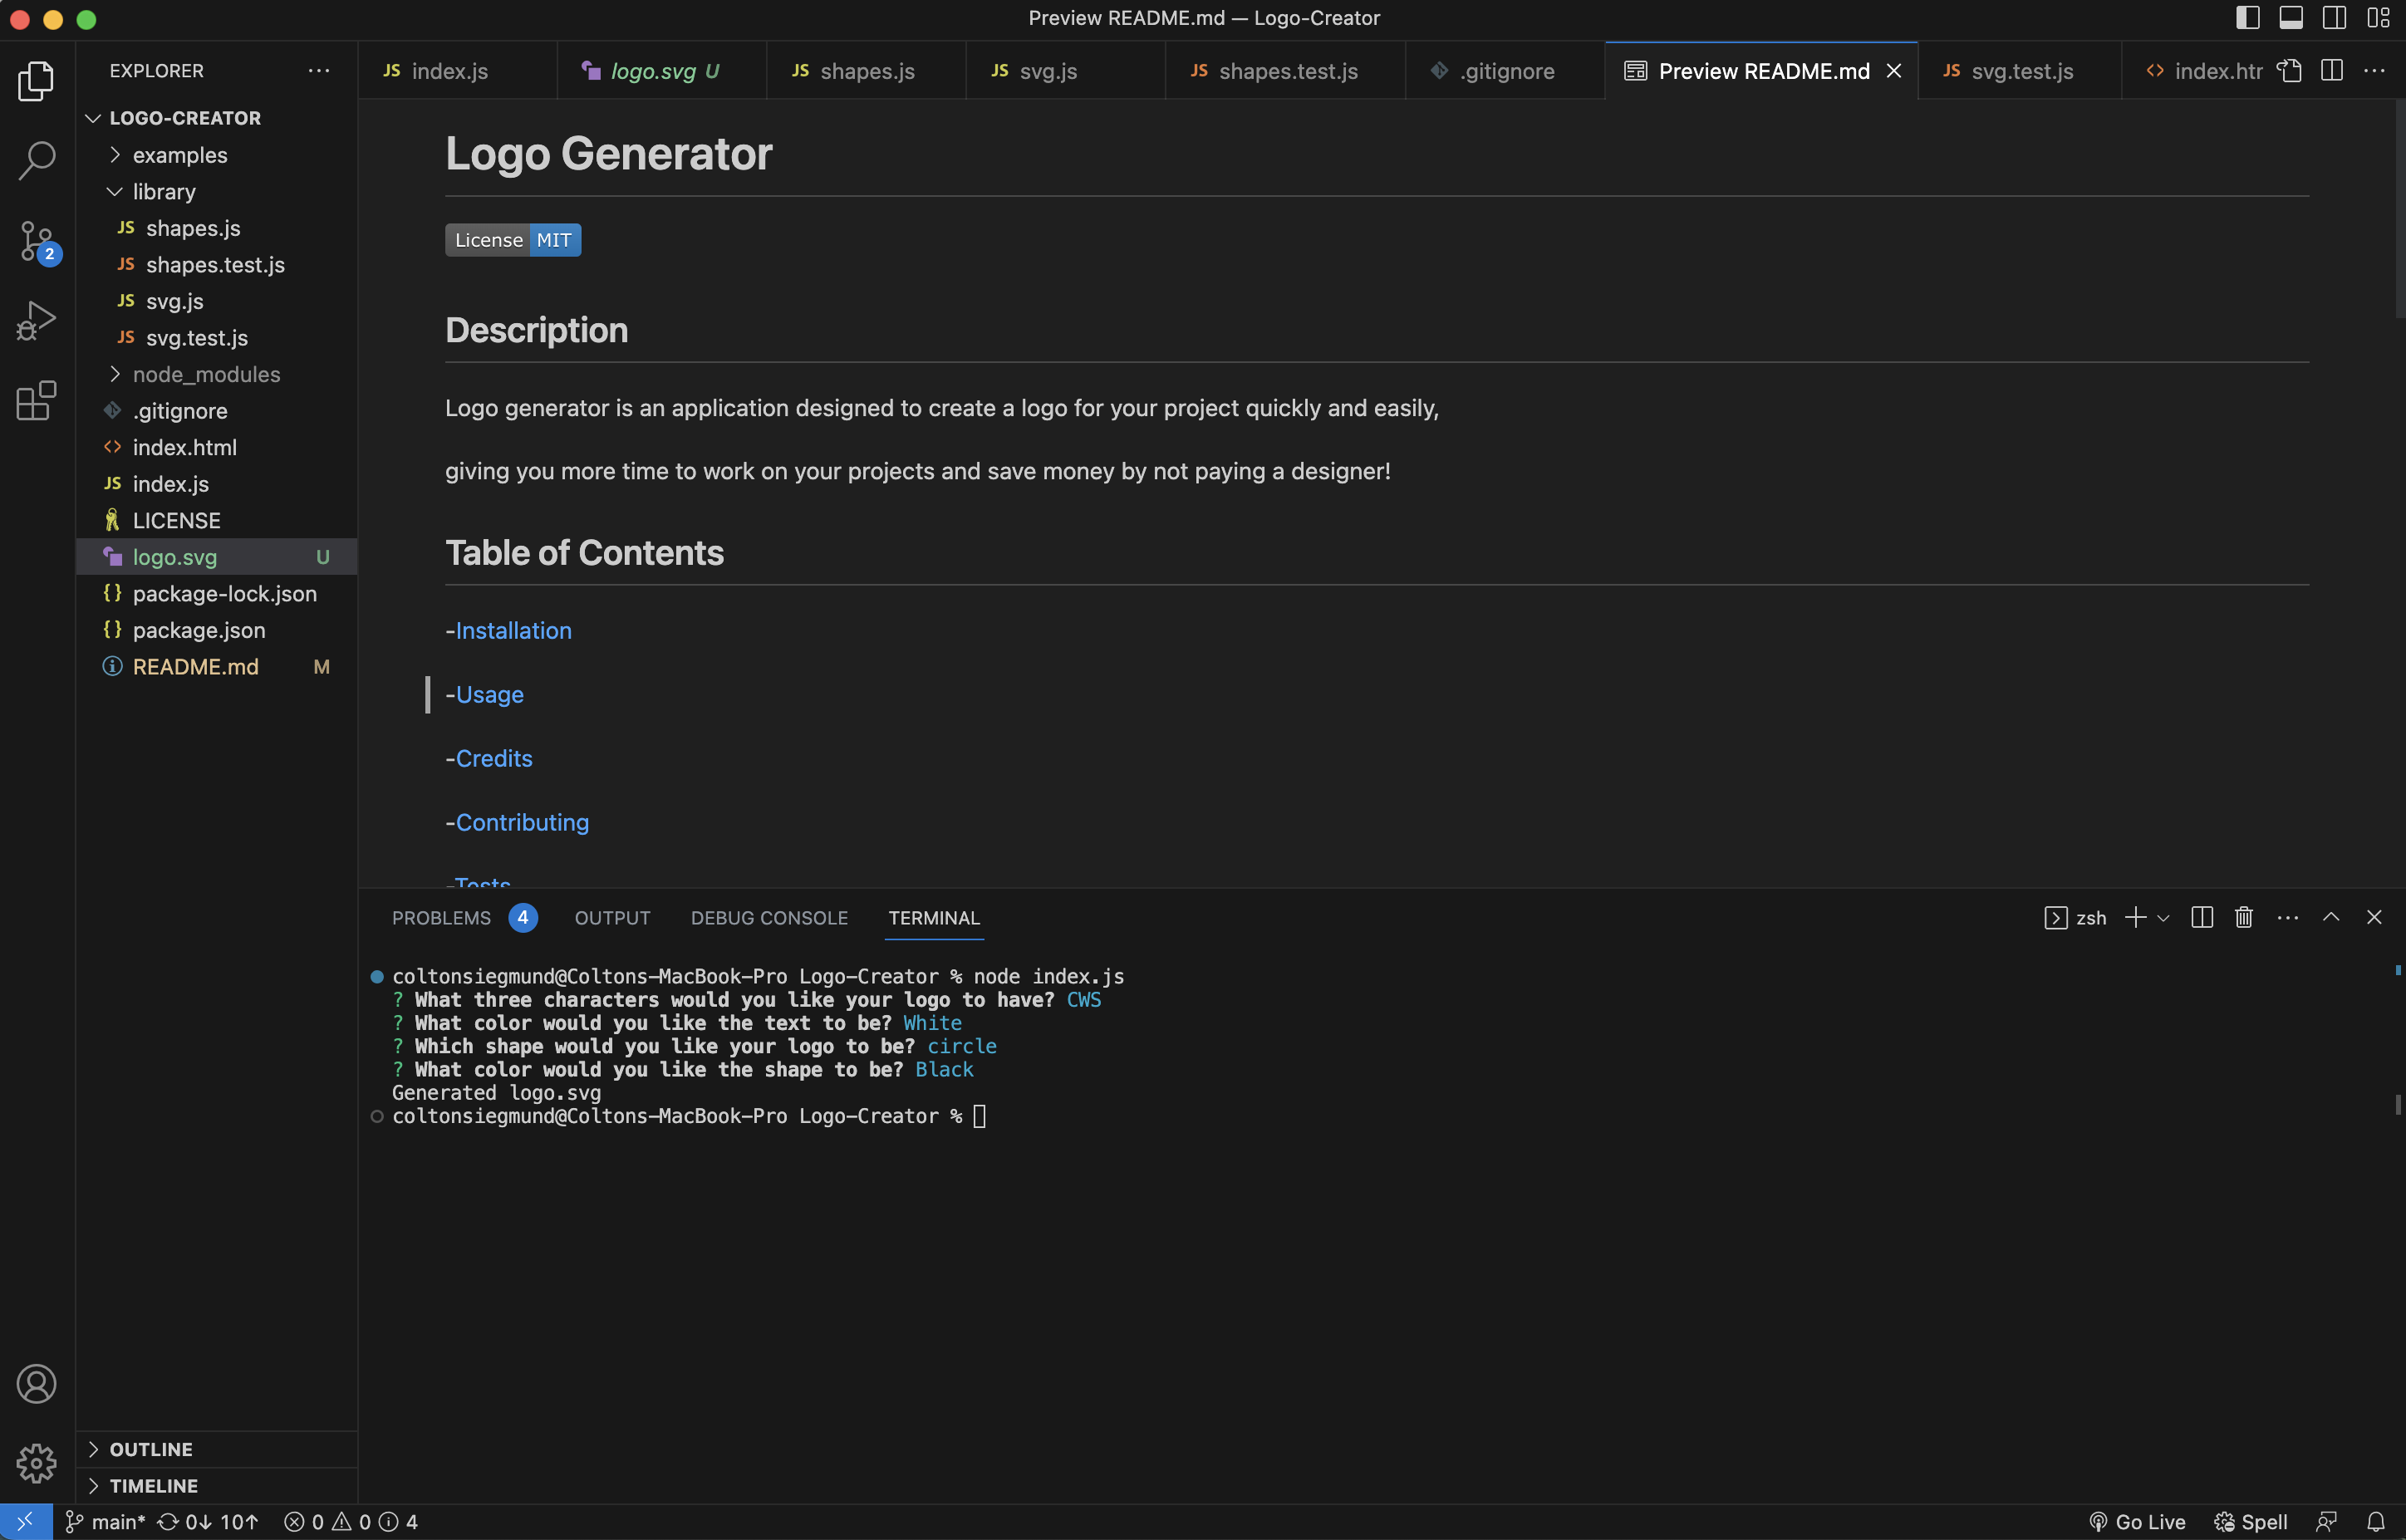 Preview README.md — Logo-Creator
EXPLORER
JS index.js
logo.svg U
JS shapes.js
JS svg.js
JS shapes.test.js
.gitignore
Preview README.md
JS svg.test.js
<> index.htr
LOGO-CREATOR
examples
library
JS shapes.js
JS shapes.test.js
JS svg.js
JS svg.test.js
node_modules
.gitignore
<> index.html
JS index.js
LICENSE
logo.svg U
{} package-lock.json
{} package.json
README.md M
2
OUTLINE
TIMELINE
Logo Generator
License MIT
Description
Logo generator is an application designed to create a logo for your project quickly and easily,
giving you more time to work on your projects and save money by not paying a designer!
Table of Contents
-Installation
-Usage
-Credits
-Contributing
-Tests
PROBLEMS 4 OUTPUT DEBUG CONSOLE TERMINAL
zsh
coltonsiegmund@Coltons-MacBook-Pro Logo-Creator % node index.js
? What three characters would you like your logo to have? CWS
? What color would you like the text to be? White
? Which shape would you like your logo to be? circle
? What color would you like the shape to be? Black
Generated logo.svg
coltonsiegmund@Coltons-MacBook-Pro Logo-Creator %
main* 0↓ 10↑ 0 0 4
Go Live Spell